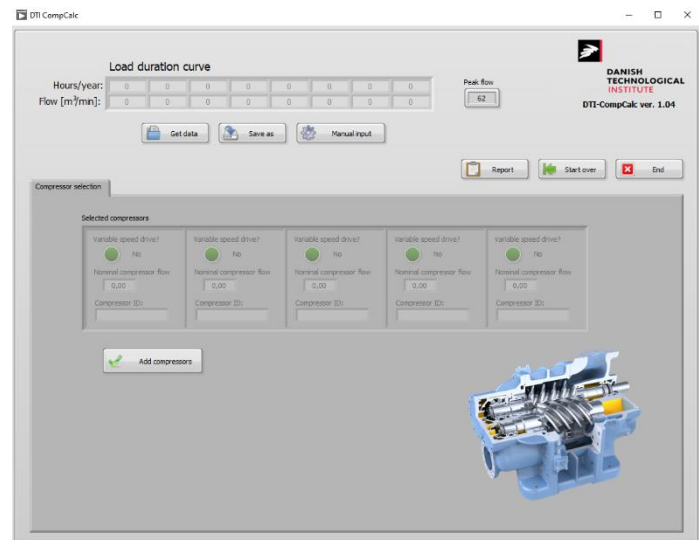 DTI CompCalc
Load duration curve
Hours/year: 0 0 0 0 0 0 0 0
Flow [m³/min]: 0 0 0 0 0 0 0 0
Peak flow
62
DANISH
TECHNOLOGICAL
INSTITUTE
DTI-CompCalc ver. 1.04
Get data Save as Manual input
Report Start over End
Compressor selection
Selected compressors
Variable speed drive? Variable speed drive? Variable speed drive? Variable speed drive? Variable speed drive?
No No No No No
Nominal compressor flow Nominal compressor flow Nominal compressor flow Nominal compressor flow Nominal compressor flow
0,00 0,00 0,00 0,00 0,00
Compressor ID: Compressor ID: Compressor ID: Compressor ID: Compressor ID:
Add compressors